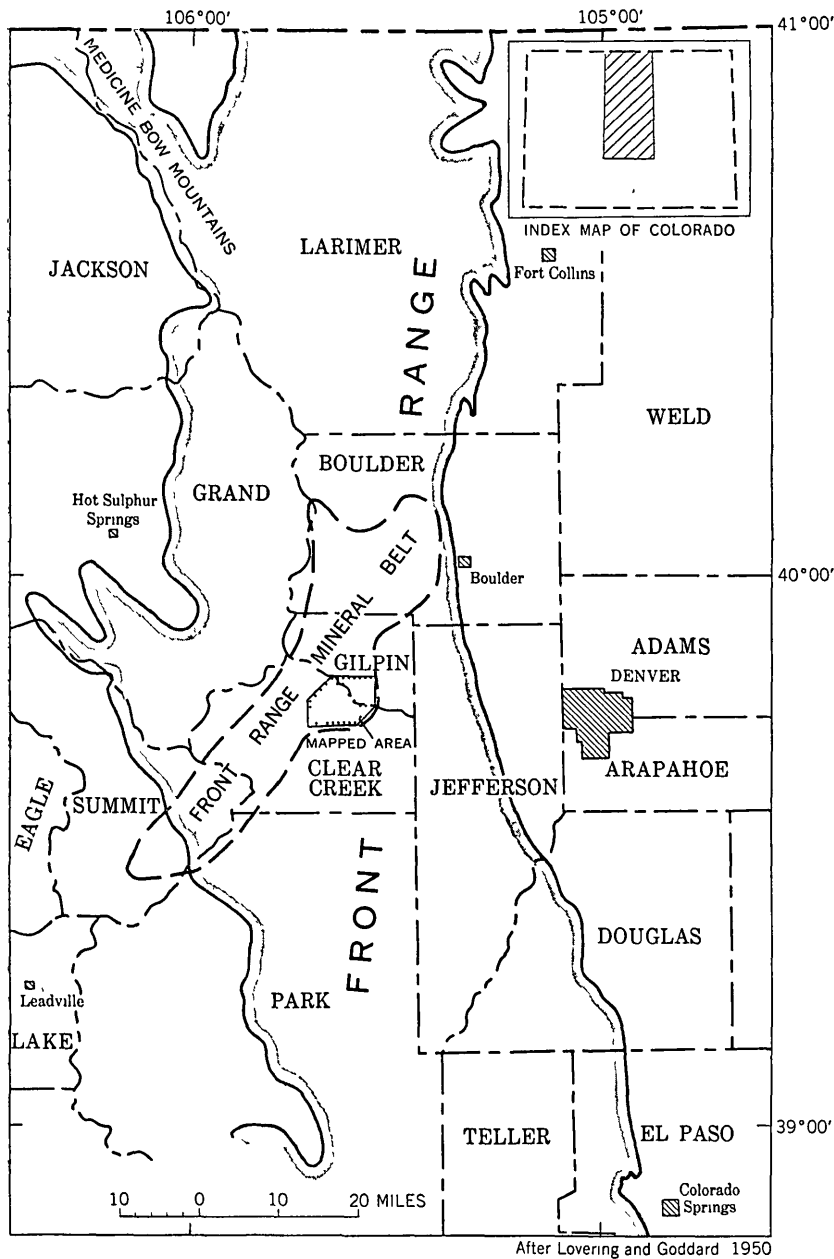 106°00'
105°00'
41°00'
MEDICINE BOW MOUNTAINS
INDEX MAP OF COLORADO
LARIMER
JACKSON
Fort Collins
RANGE
WELD
BOULDER
GRAND
Hot Sulphur
Springs
BELT
Boulder
40°00'
MINERAL
ADAMS
GILPIN
DENVER
RANGE
MAPPED AREA
CLEAR
CREEK
ARAPAHOE
JEFFERSON
FRONT
SUMMIT
EAGLE
FRONT
DOUGLAS
Leadville
PARK
LAKE
39°00'
TELLER
EL PASO
Colorado
Springs
10 0 10 20 MILES
After Lovering and Goddard 1950